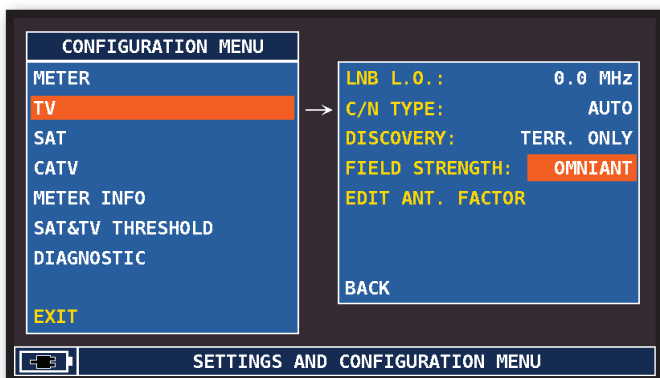 CONFIGURATION MENU
METER
TV
SAT
CATV
METER INFO
SAT&TV THRESHOLD
DIAGNOSTIC
EXIT
LNB L.O.: 0.0 MHz
C/N TYPE: AUTO
DISCOVERY: TERR. ONLY
FIELD STRENGTH: OMNIANT
EDIT ANT. FACTOR
BACK
SETTINGS AND CONFIGURATION MENU